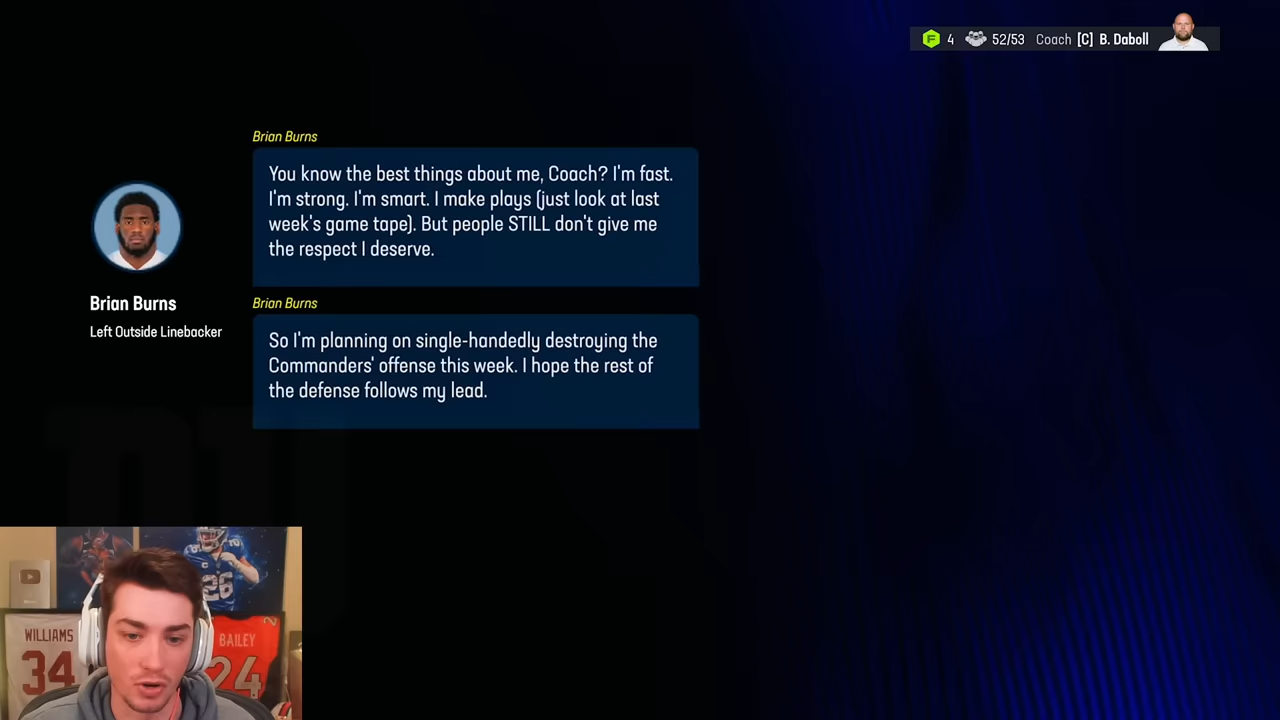 4 52/53 Coach [C] B. Daboll
Brian Burns
You know the best things about me, Coach? I'm fast.
I'm strong. I'm smart. I make plays (just look at last
week's game tape). But people STILL don't give me
the respect I deserve.
Brian Burns
Left Outside Linebacker
Brian Burns
So I'm planning on single-handedly destroying the
Commanders' offense this week. I hope the rest of
the defense follows my lead.
26
WILLIAMS
34
BAILEY
24